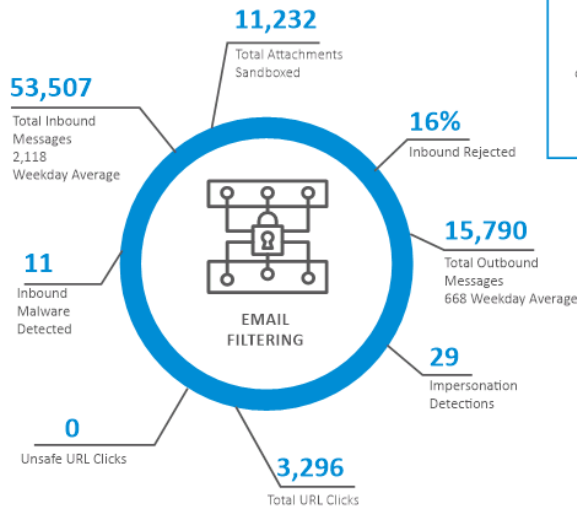 11,232
Total Attachments
Sandboxed
53,507
Total Inbound
Messages
2,118
Weekday Average
16%
Inbound Rejected
15,790
Total Outbound
Messages
668 Weekday Average
11
Inbound
Malware
Detected
EMAIL
FILTERING
29
Impersonation
Detections
0
Unsafe URL Clicks
3,296
Total URL Clicks